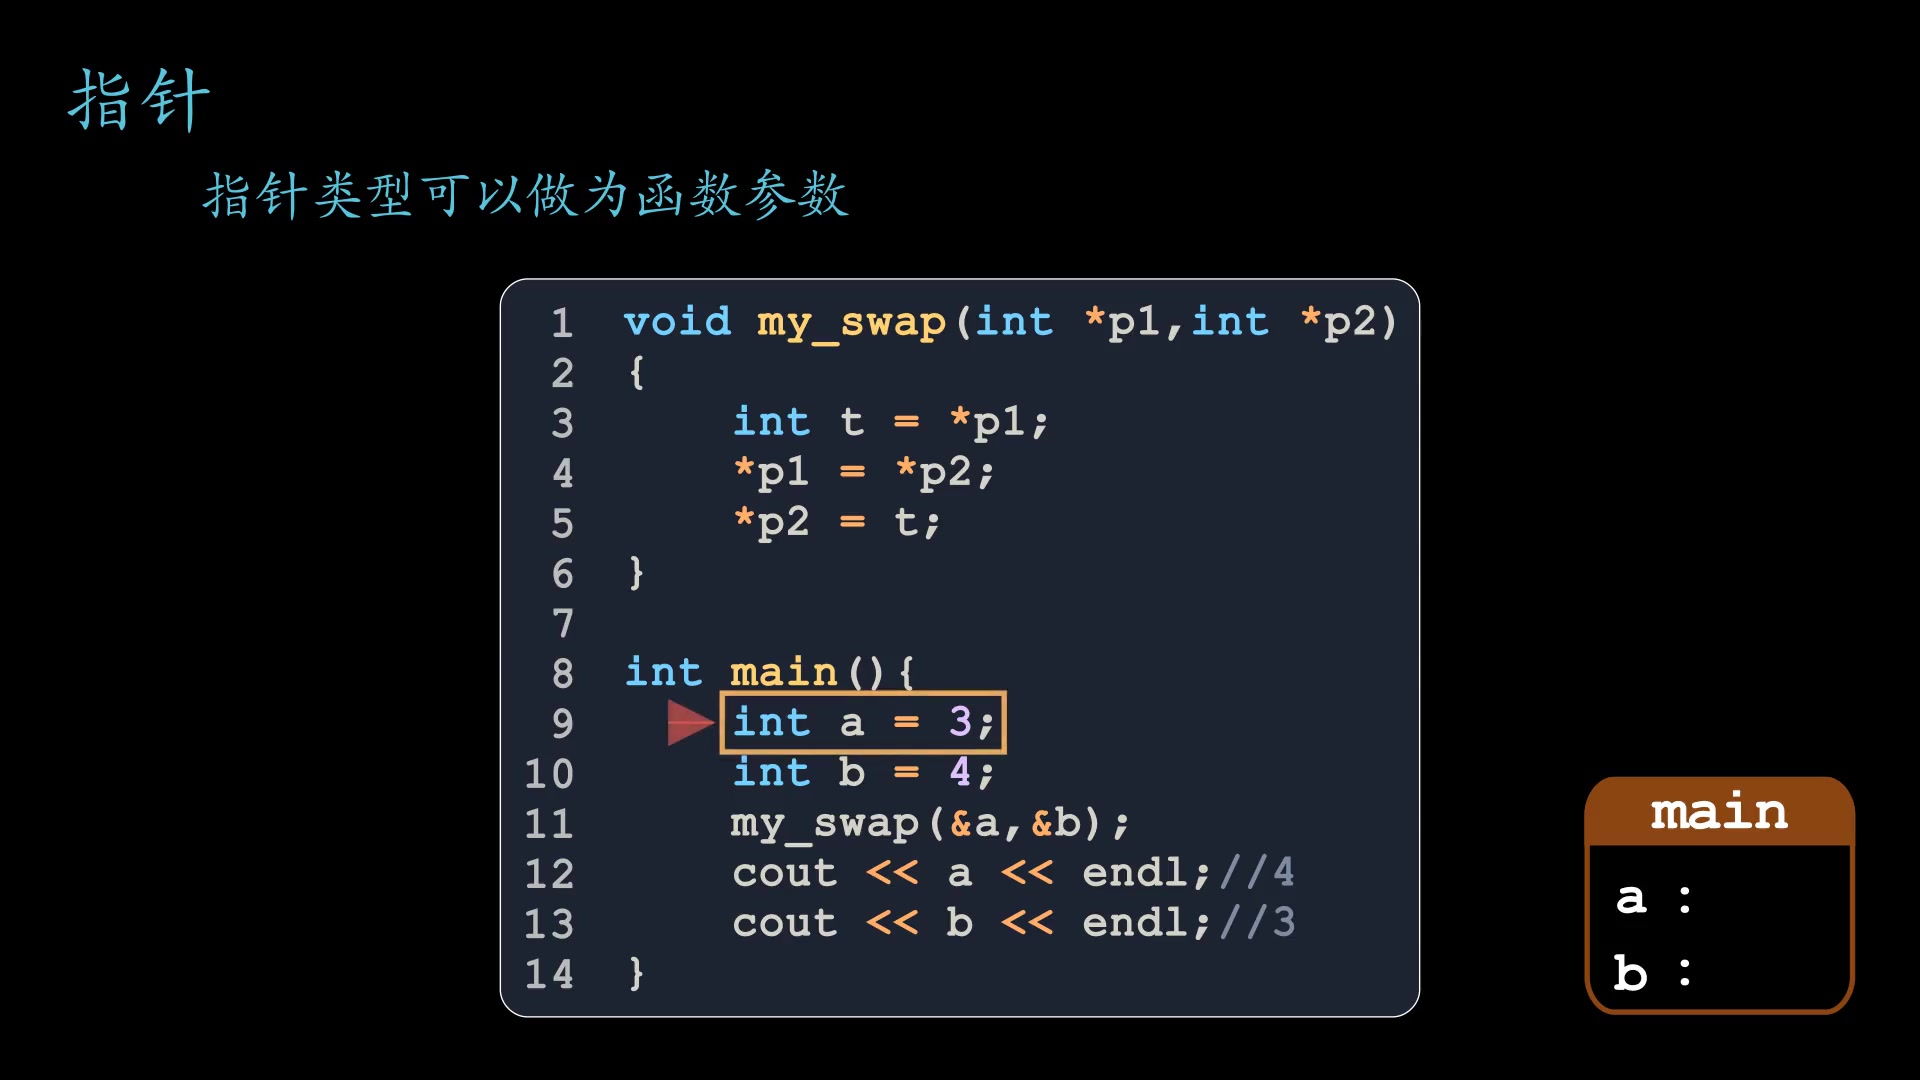 指针
指针类型可以做为函数参数
1 void my_swap(int *p1,int *p2)
2 {
3     int t = *p1;
4     *p1 = *p2;
5     *p2 = t;
6 }
7
8 int main(){
9     int a = 3;
10     int b = 4;
11     my_swap(&a,&b);
12     cout << a << endl;//4
13     cout << b << endl;//3
14 }
main
a :
b :